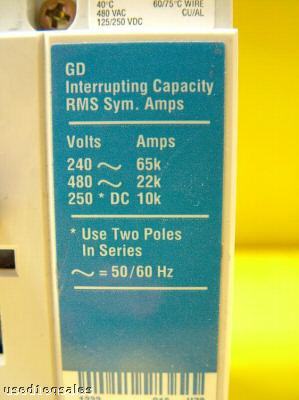 40°C 60/75°C WIRE
480 VAC CU/AL
125/250 VDC
GD
Interrupting Capacity
RMS Sym. Amps
Volts Amps
240 ~ 65k
480 ~ 22k
250 * DC 10k
* Use Two Poles
In Series
~ = 50/60 Hz
usedieqsales